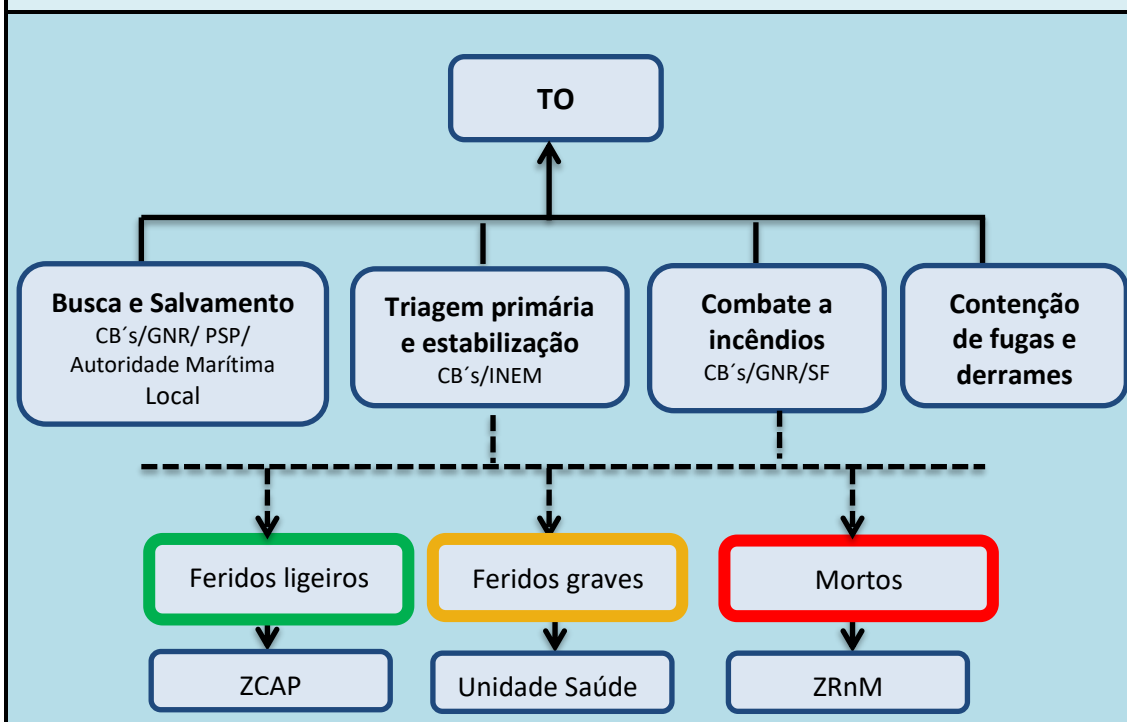 TO
Busca e Salvamento
CB´s/GNR/ PSP/
Autoridade Marítima
Local
Triagem primária
e estabilização
CB´s/INEM
Combate a
incêndios
CB´s/GNR/SF
Contenção
de fugas e
derrames
Feridos ligeiros
Feridos graves
Mortos
ZCAP
Unidade Saúde
ZRnM